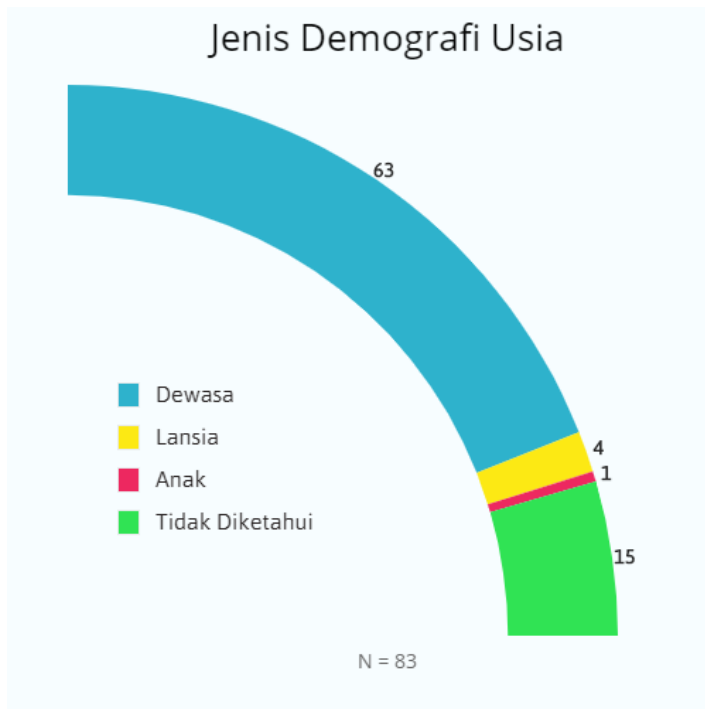 Jenis Demografi Usia
63
Dewasa
Lansia
Anak
Tidak Diketahui
4
1
15
N = 83